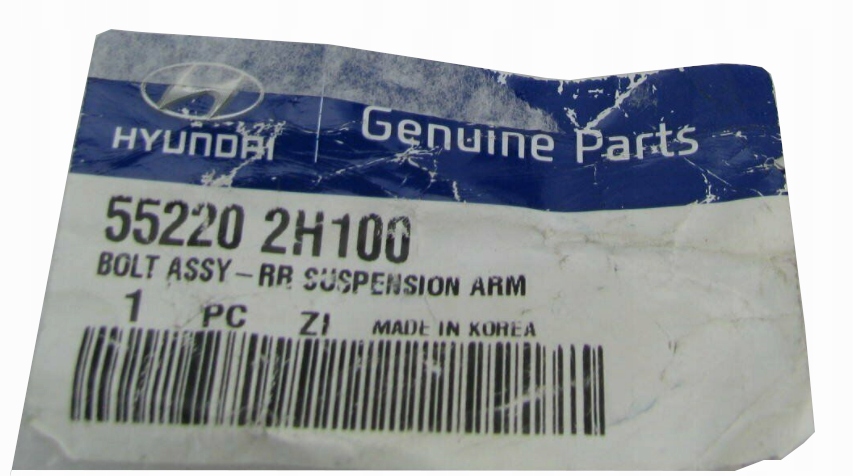 HYUNDAI
Genuine Parts
55220 2H100
BOLT ASSY-RR SUSPENSION ARM
1 PC ZI MADE IN KOREA